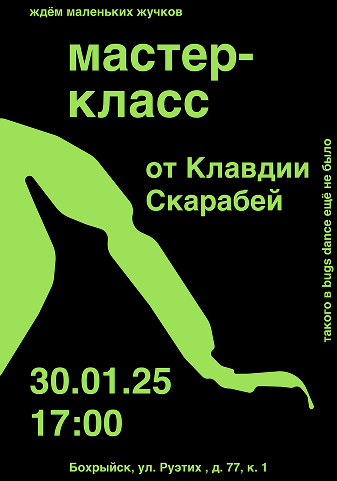 ждём маленьких жучков
мастер-
класс
от Клавдии
Скарабей
такого в bugs dance ещё не было
30.01.25
17:00
Бохрыйск, ул. Руэтих , д. 77, к. 1